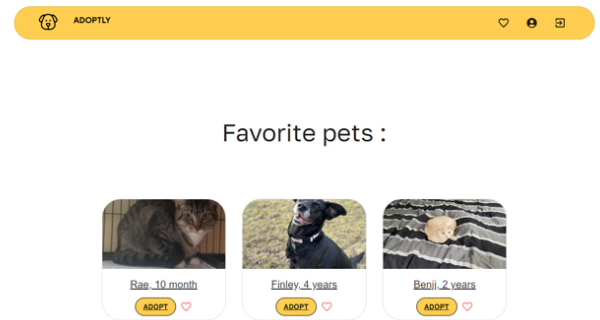 ADOPTLY
Favorite pets :
Rae, 10 month
Finley, 4 years
Benji, 2 years
ADOPT
ADOPT
ADOPT